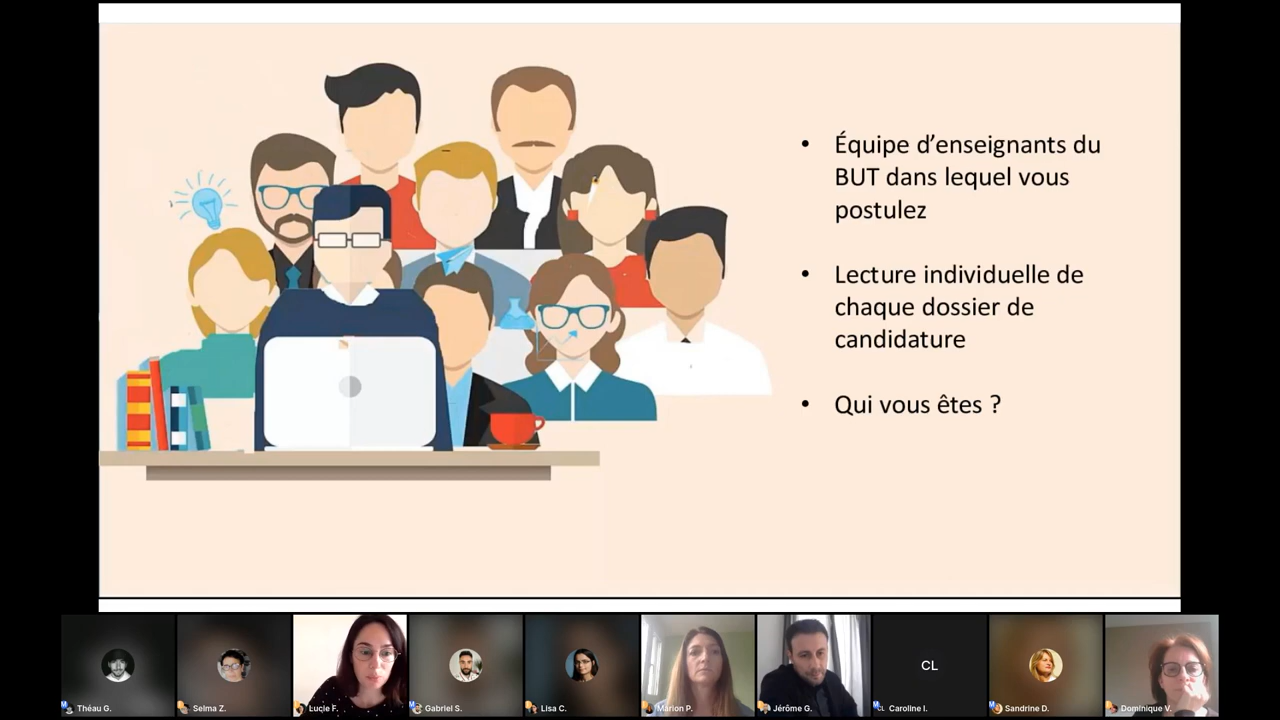 • Équipe d’enseignants du
BUT dans lequel vous
postulez
• Lecture individuelle de
chaque dossier de
candidature
• Qui vous êtes ?
CL
Théau G.
Selma Z.
Lucie F.
Gabriel S.
Lisa C.
Marion P.
Jérôme G.
Caroline I.
Sandrine D.
Dominique V.